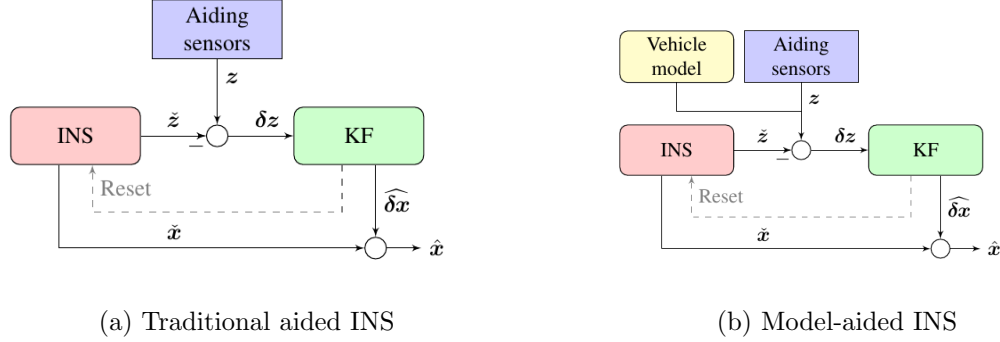 Aiding
sensors
z
INS
ž
−
δz
KF
Reset
δx̂
x̌
x̂
(a) Traditional aided INS
Vehicle
model
Aiding
sensors
z
INS
ž
−
δz
KF
Reset
δx̂
x̌
x̂
(b) Model-aided INS